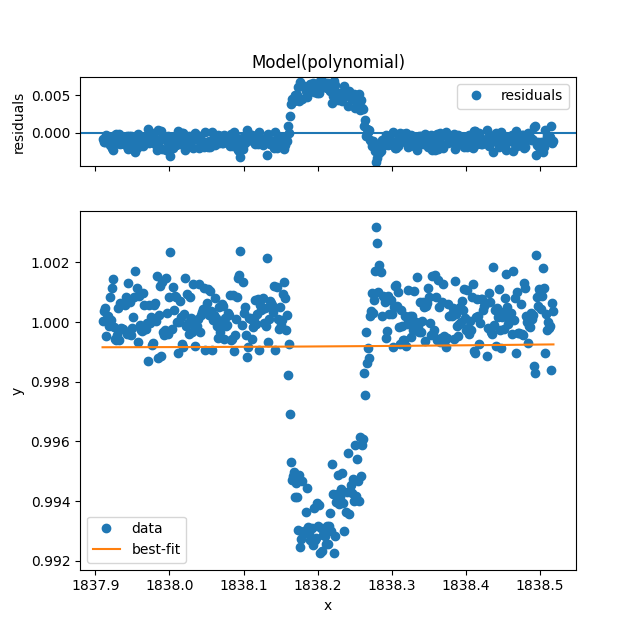 Model(polynomial)
residuals
0.005
0.000
residuals
1.002
1.000
0.998
0.996
0.994
0.992
y
data
best-fit
1837.9 1838.0 1838.1 1838.2 1838.3 1838.4 1838.5
x